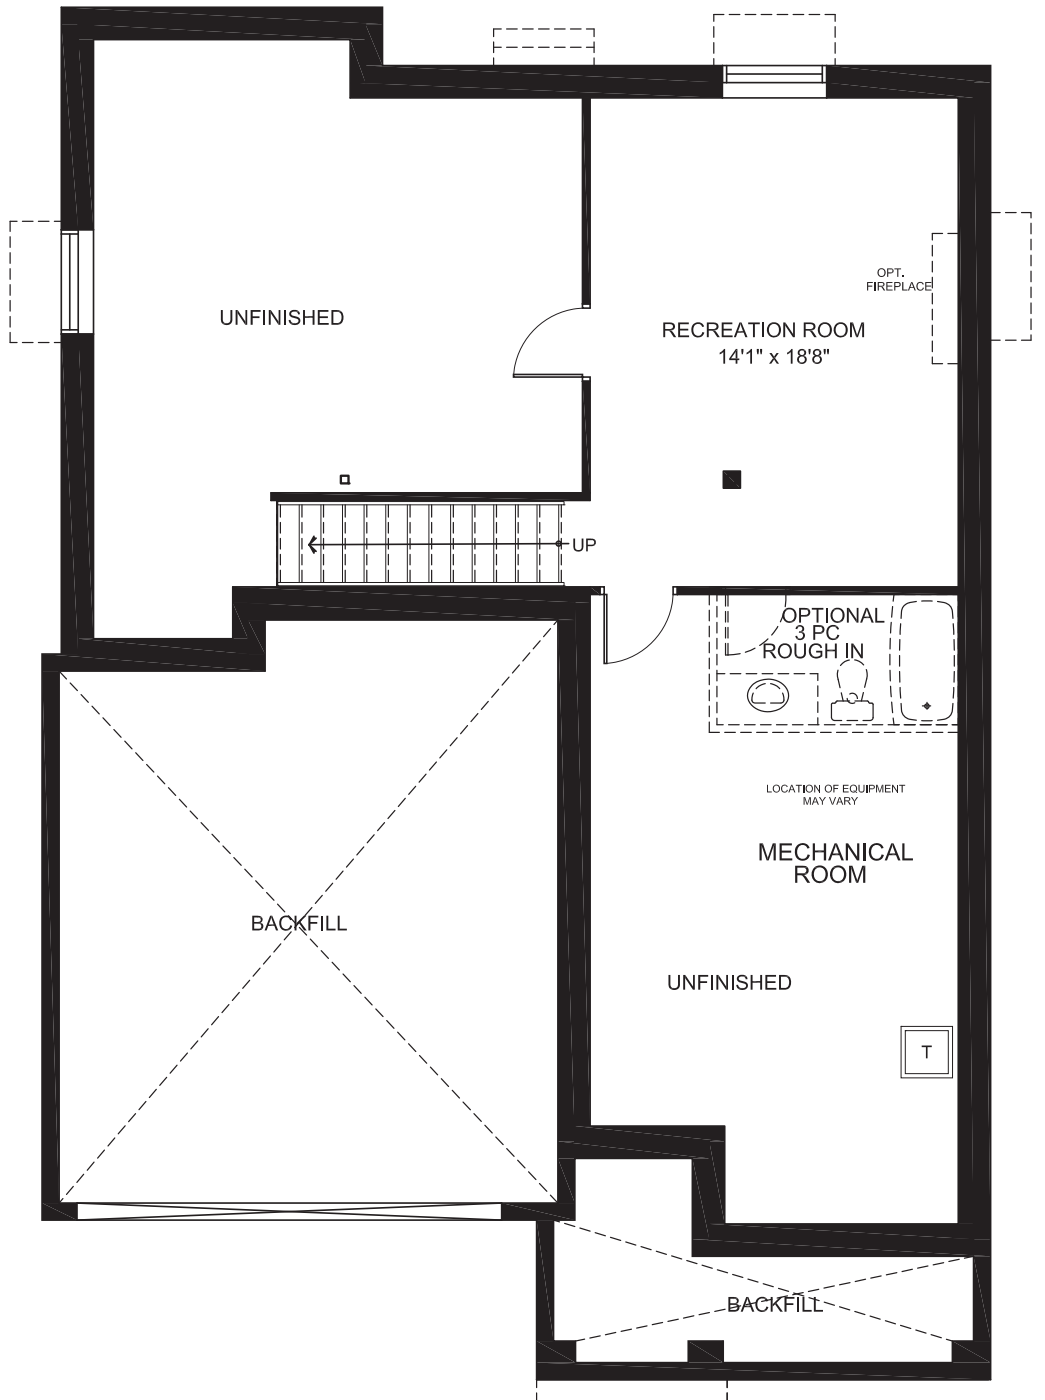 OPT.
FIREPLACE
UNFINISHED
RECREATION ROOM
14'1" x 18'8"
UP
OPTIONAL
3 PC
ROUGH IN
LOCATION OF EQUIPMENT
MAY VARY
MECHANICAL
ROOM
BACKFILL
UNFINISHED
T
BACKFILL